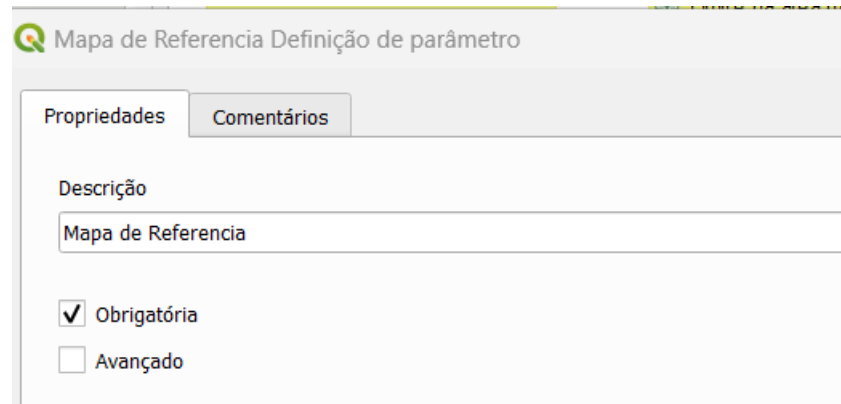 Mapa de Referencia Definição de parâmetro
Propriedades
Comentários
Descrição
Mapa de Referencia
Obrigatória
Avançado